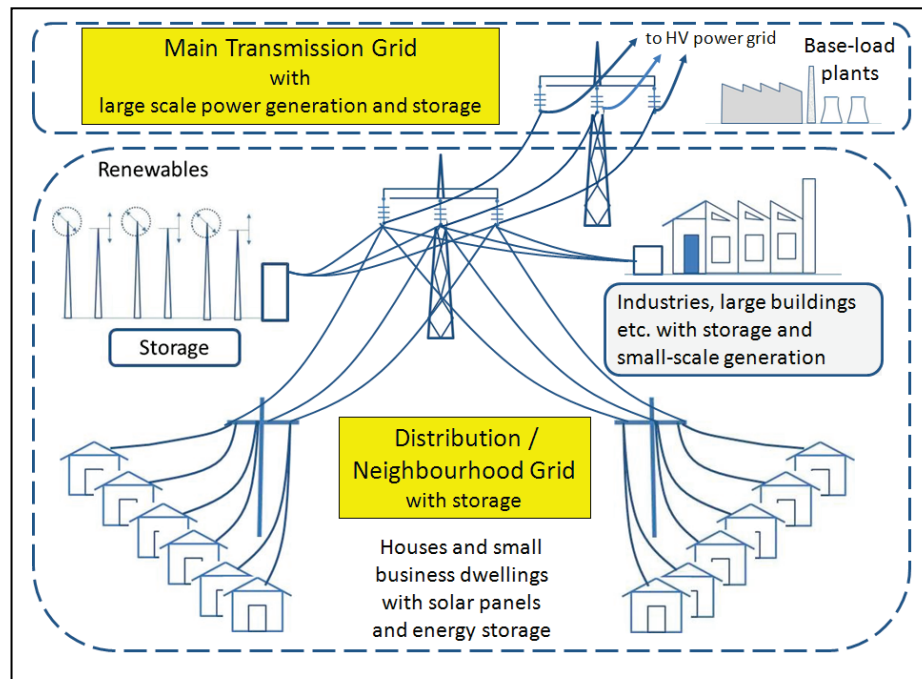 Main Transmission Grid
with
large scale power generation and storage
to HV power grid
Base-load
plants
Renewables
Storage
Industries, large buildings
etc. with storage and
small-scale generation
Distribution /
Neighbourhood Grid
with storage
Houses and small
business dwellings
with solar panels
and energy storage